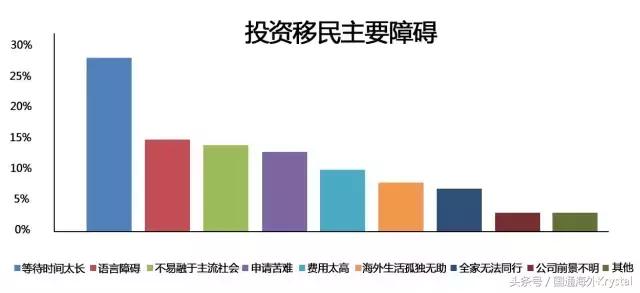 投资移民主要障碍
30%
25%
20%
15%
10%
5%
0%
等待时间太长 语言障碍 不易融于主流社会 申请苦难 费用太高 海外生活孤独无助 全家无法同行 公司前景不明 其他
头条号 / 国通海外Krystal